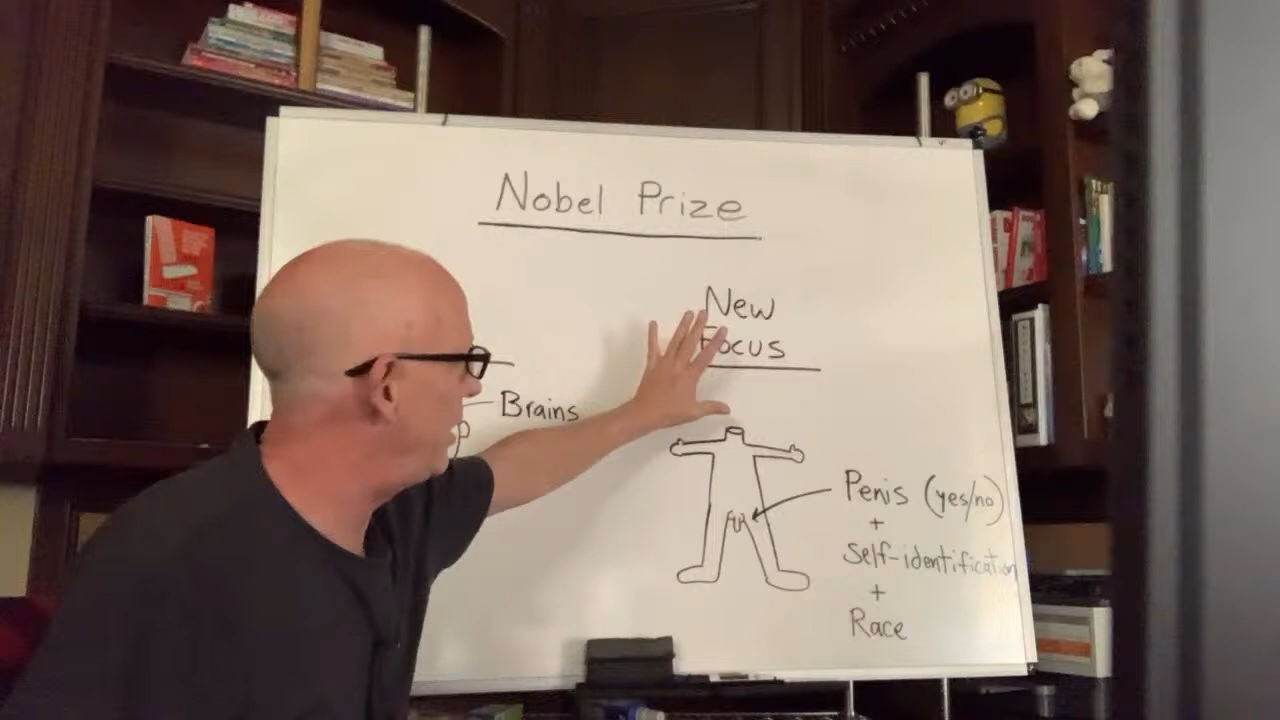 Nobel Prize
New
Focus
Brains
Penis (yes/no)
+
Self-identification
+
Race